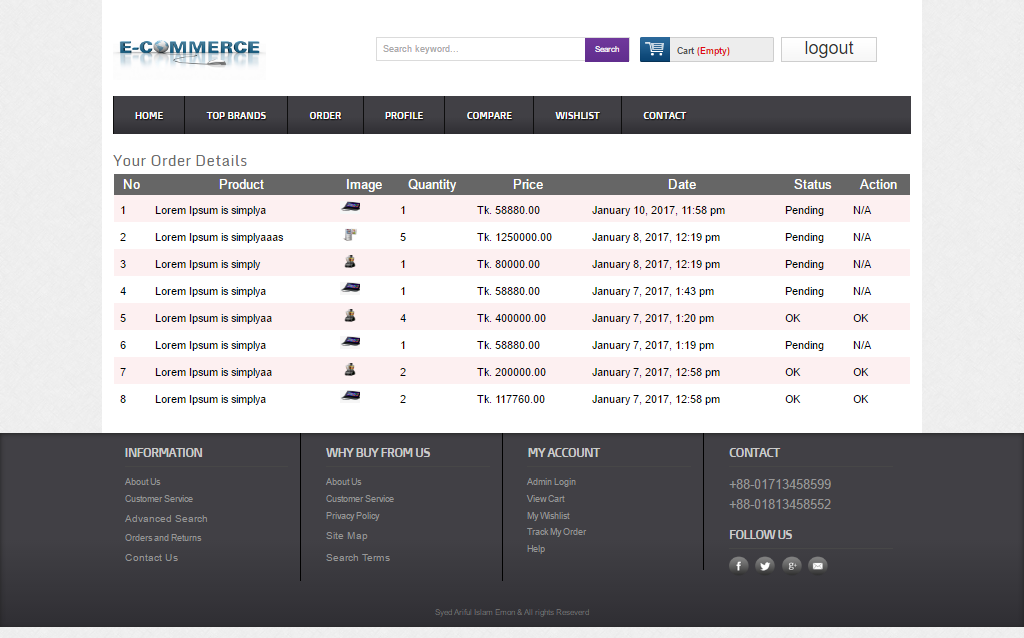 E-COMMERCE
Search keyword... Search Cart (Empty) logout
HOME TOP BRANDS ORDER PROFILE COMPARE WISHLIST CONTACT
Your Order Details
No Product Image Quantity Price Date Status Action
1 Lorem Ipsum is simplya 1 Tk. 58880.00 January 10, 2017, 11:58 pm Pending N/A
2 Lorem Ipsum is simplyaaas 5 Tk. 1250000.00 January 8, 2017, 12:19 pm Pending N/A
3 Lorem Ipsum is simply 1 Tk. 80000.00 January 8, 2017, 12:19 pm Pending N/A
4 Lorem Ipsum is simplya 1 Tk. 58880.00 January 7, 2017, 1:43 pm Pending N/A
5 Lorem Ipsum is simplyaa 4 Tk. 400000.00 January 7, 2017, 1:20 pm OK OK
6 Lorem Ipsum is simplya 1 Tk. 58880.00 January 7, 2017, 1:19 pm Pending N/A
7 Lorem Ipsum is simplyaa 2 Tk. 200000.00 January 7, 2017, 12:58 pm OK OK
8 Lorem Ipsum is simplya 2 Tk. 117760.00 January 7, 2017, 12:58 pm OK OK
INFORMATION
About Us
Customer Service
Advanced Search
Orders and Returns
Contact Us
WHY BUY FROM US
About Us
Customer Service
Privacy Policy
Site Map
Search Terms
MY ACCOUNT
Admin Login
View Cart
My Wishlist
Track My Order
Help
CONTACT
+88-01713458599
+88-01813458552
FOLLOW US
Syed Ariful Islam Emon & All rights Reseverd